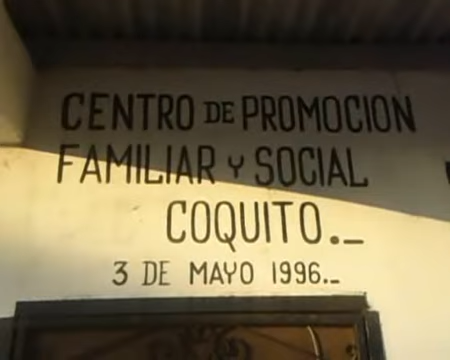 CENTRO DE PROMOCION
FAMILIAR Y SOCIAL
COQUITO._
3 DE MAYO 1996._